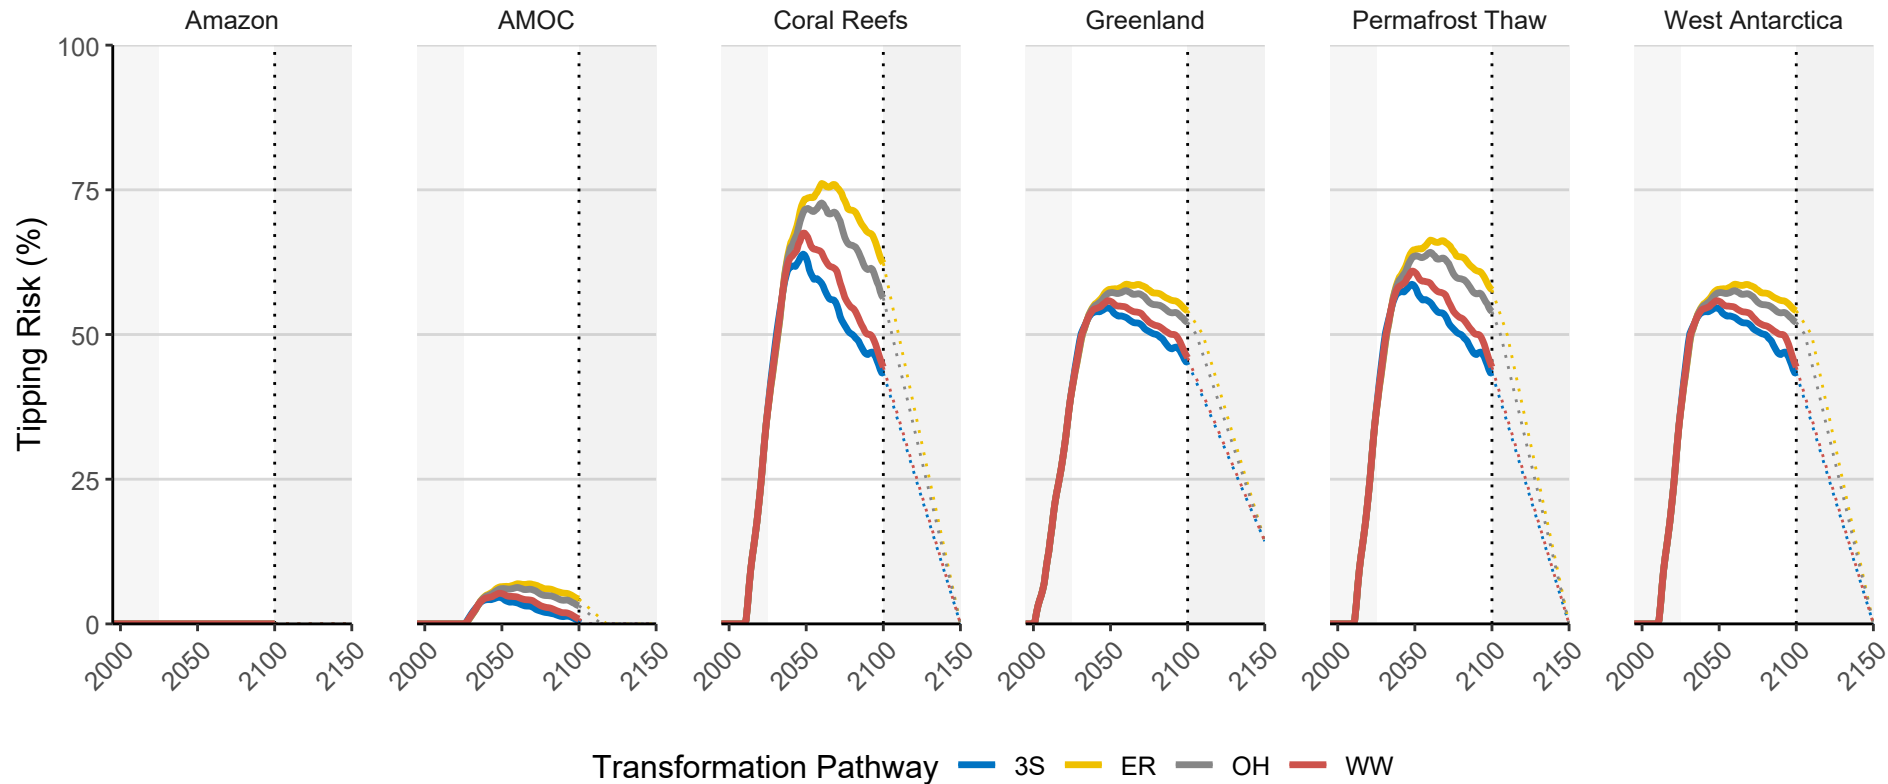 Amazon AMOC Coral Reefs Greenland Permafrost Thaw West Antarctica
Tipping Risk (%)
100
75
50
25
0
2000 2050 2100 2150 2000 2050 2100 2150 2000 2050 2100 2150 2000 2050 2100 2150 2000 2050 2100 2150 2000 2050 2100 2150
Transformation Pathway 3S ER OH WW